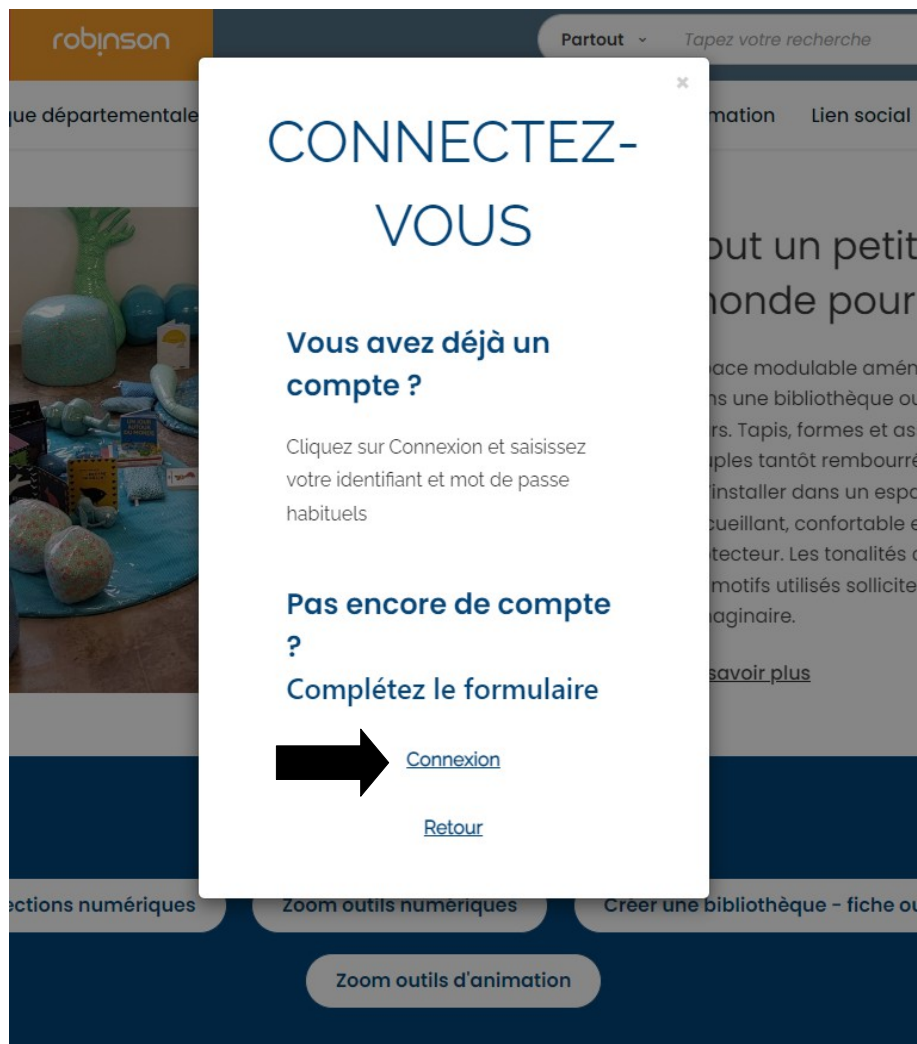 robinson
Partout
Tapez votre recherche
que départementale
mation
Lien social
×
CONNECTEZ-
VOUS
Vous avez déjà un
compte ?
Cliquez sur Connexion et saisissez
votre identifiant et mot de passe
habituels
Pas encore de compte
?
Complétez le formulaire
Connexion
Retour
out un petit
onde pour
ace modulable amén
ns une bibliothèque ou
rs. Tapis, formes et as
uples tantôt rembourré
'installer dans un espa
cueillant, confortable e
tecteur. Les tonalités
motifs utilisés sollicite
aginaire.
savoir plus
ections numériques
Zoom outils numériques
Créer une bibliothèque - fiche ou
Zoom outils d'animation